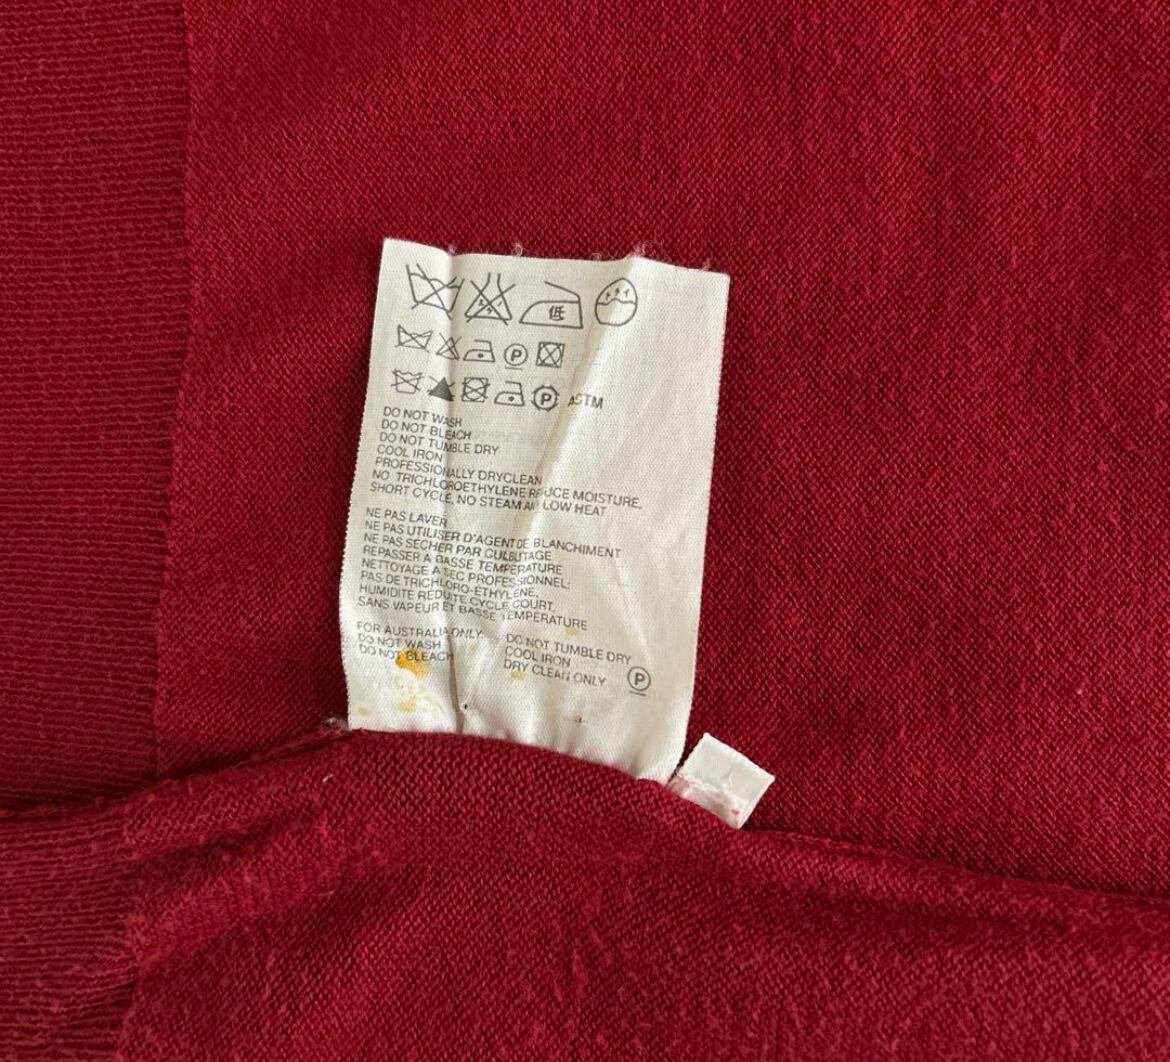 低
P
P ASTM
DO NOT WASH
DO NOT BLEACH
DO NOT TUMBLE DRY
COOL IRON
PROFESSIONALLY DRYCLEAN
NO TRICHLOROETHYLENE REDUCE MOISTURE,
SHORT CYCLE, NO STEAM AND LOW HEAT
NE PAS LAVER
NE PAS UTILISER D'AGENT DE BLANCHIMENT
NE PAS SECHER PAR CULBUTAGE
REPASSER A BASSE TEMPERATURE
NETTOYAGE A SEC PROFESSIONNEL:
PAS DE TRICHLORO-ETHYLENE,
HUMIDITE REDUITE CYCLE COURT,
SANS VAPEUR ET BASSE TEMPERATURE
FOR AUSTRALIA ONLY:
DO NOT WASH
DO NOT BLEACH
DO NOT TUMBLE DRY
COOL IRON
DRY CLEAN ONLY P